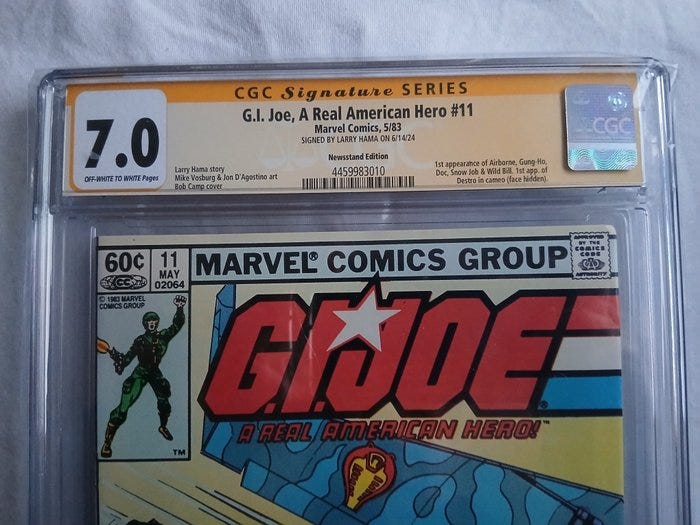 CGC Signature SERIES
G.I. Joe, A Real American Hero #11
Marvel Comics, 5/83
SIGNED BY LARRY HAMA ON 6/14/24
Newsstand Edition
7.0
OFF-WHITE TO WHITE Pages
Larry Hama story
Mike Vosburg & Jon D'Agostino art
Bob Camp cover
4459983010
1st appearance of Airborne, Gung-Ho,
Doc, Snow Job & Wild Bill. 1st app. of
Destro in cameo (face hidden).
CGC
60¢ 11
MAY
02064
CC
MARVEL® COMICS GROUP
APPROVED
BY THE
COMICS
CODE
AUTHORITY
© 1983 MARVEL
COMICS GROUP
TM
G.I. JOE
A REAL AMERICAN HERO!™